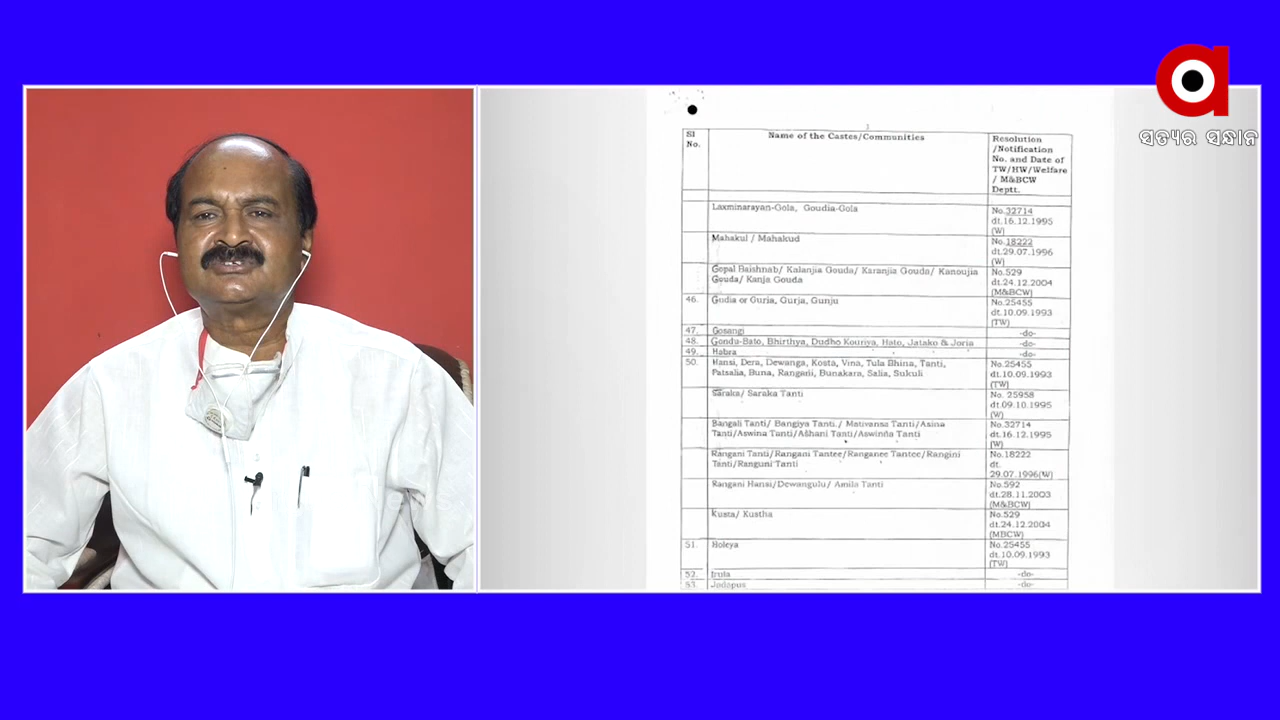 ସତ୍ୟର ସନ୍ଧାନ
3
Sl No. Name of the Castes/Communities Resolution /Notification No. and Date of TW/HW/Welfare / M&BCW Deptt.
Laxminarayan-Gola, Goudia-Gola No.32714 dt.16.12.1995 (W)
Mahakul / Mahakud No.18222 dt.29.07.1996 (W)
Gopal Baishnab/ Kalanjia Gouda/ Karanjia Gouda/ Kanoujia Gouda/ Kanja Gouda No.529 dt.24.12.2004 (M&BCW)
46. Gudia or Guria, Gurja, Gunju No.25455 dt.10.09.1993 (TW)
47. Gosangi -do-
48. Gondu-Bato, Bhirthya, Dudho Kouriya, Hato, Jatako & Joria -do-
49. Habra -do-
50. Hansi, Dera, Dewanga, Kosta, Vina, Tula Bhina, Tanti, Patsalia, Buna, Rangani, Bunakara, Salia, Sukuli No.25455 dt.10.09.1993 (TW)
Saraka/ Saraka Tanti No. 25958 dt.09.10.1995 (W)
Bangali Tanti/ Bangiya Tanti./ Mativansa Tanti/Asina Tanti/Aswina Tanti/Ashani Tanti/Aswinna Tanti No.32714 dt.16.12.1995 (W)
Rangani Tanti/Rangani Tantee/Ranganee Tantee/Rangini Tanti/Ranguni Tanti No.18222 dt. 29.07.1996(W)
Rangani Hansi/Dewangulu/ Amila Tanti No.592 dt.28.11.2003 (M&BCW)
Kusta/ Kustha No.529 dt.24.12.2004 (MBCW)
51. Holeya No.25455 dt.10.09.1993 (TW)
52. Irula -do-
53. Jadapus -do-